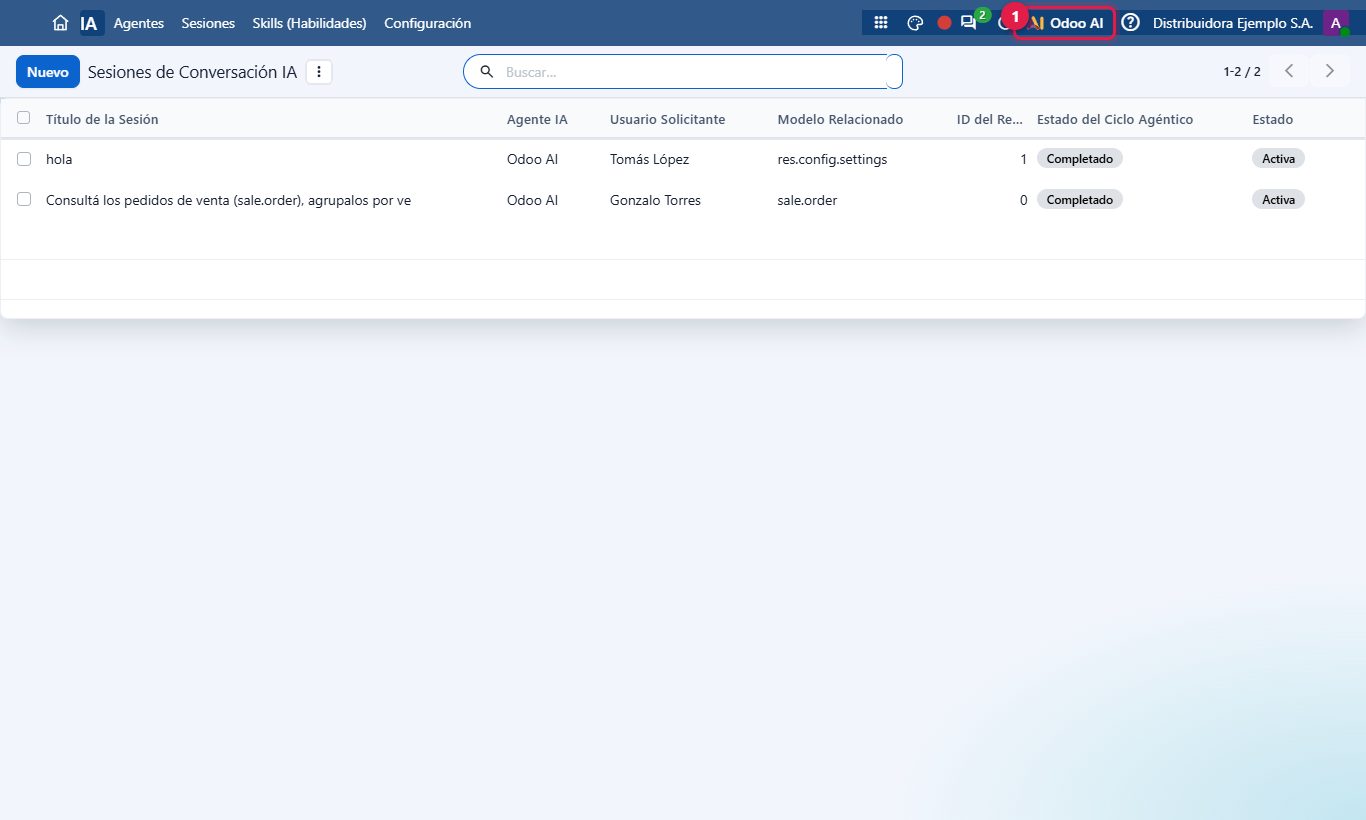 IA Agentes Sesiones Skills (Habilidades) Configuración 2 1 Odoo AI Distribuidora Ejemplo S.A. A
Nuevo Sesiones de Conversación IA Buscar... 1-2 / 2
Título de la Sesión Agente IA Usuario Solicitante Modelo Relacionado ID del Re... Estado del Ciclo Agéntico Estado
hola Odoo AI Tomás López res.config.settings 1 Completado Activa
Consultá los pedidos de venta (sale.order), agrupalos por ve Odoo AI Gonzalo Torres sale.order 0 Completado Activa